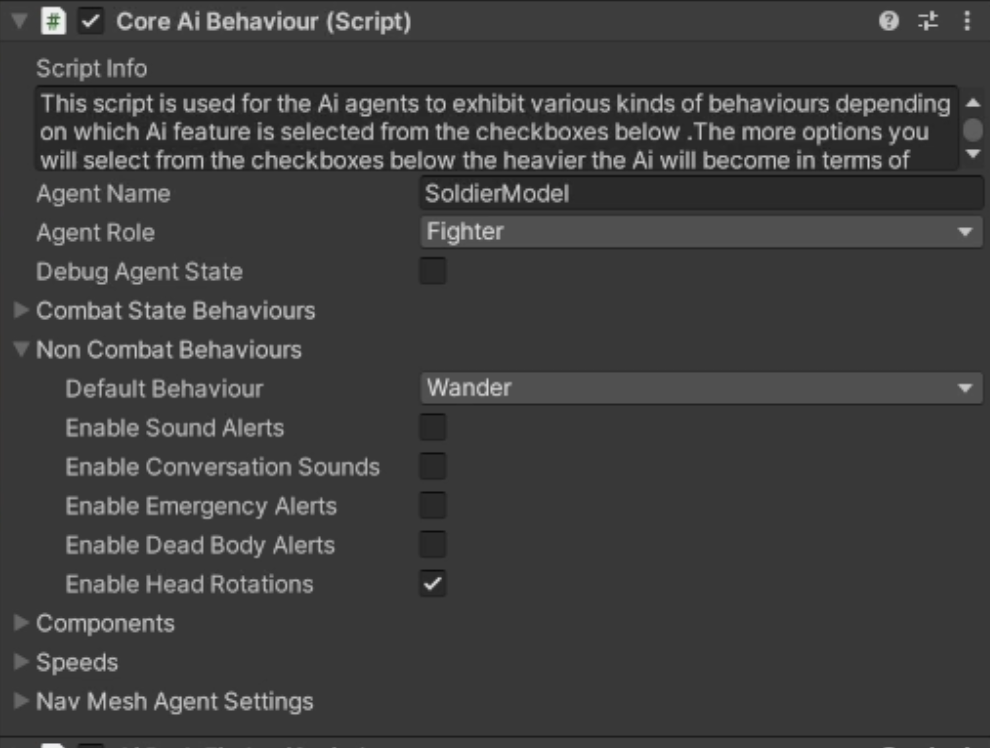 # Core Ai Behaviour (Script)
Script Info
This script is used for the Ai agents to exhibit various kinds of behaviours depending
on which Ai feature is selected from the checkboxes below .The more options you
will select from the checkboxes below the heavier the Ai will become in terms of
Agent Name SoldierModel
Agent Role Fighter
Debug Agent State
Combat State Behaviours
Non Combat Behaviours
Default Behaviour Wander
Enable Sound Alerts
Enable Conversation Sounds
Enable Emergency Alerts
Enable Dead Body Alerts
Enable Head Rotations
Components
Speeds
Nav Mesh Agent Settings